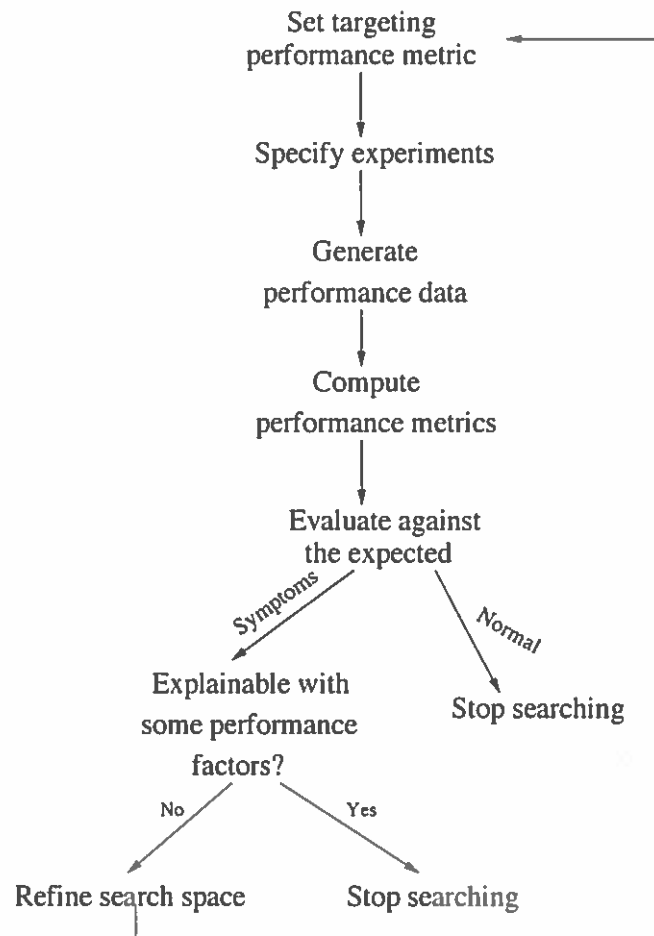 Set targeting
performance metric
Specify experiments
Generate
performance data
Compute
performance metrics
Evaluate against
the expected
Symptoms
Normal
Explainable with
some performance
factors?
Stop searching
No
Yes
Refine search space
Stop searching